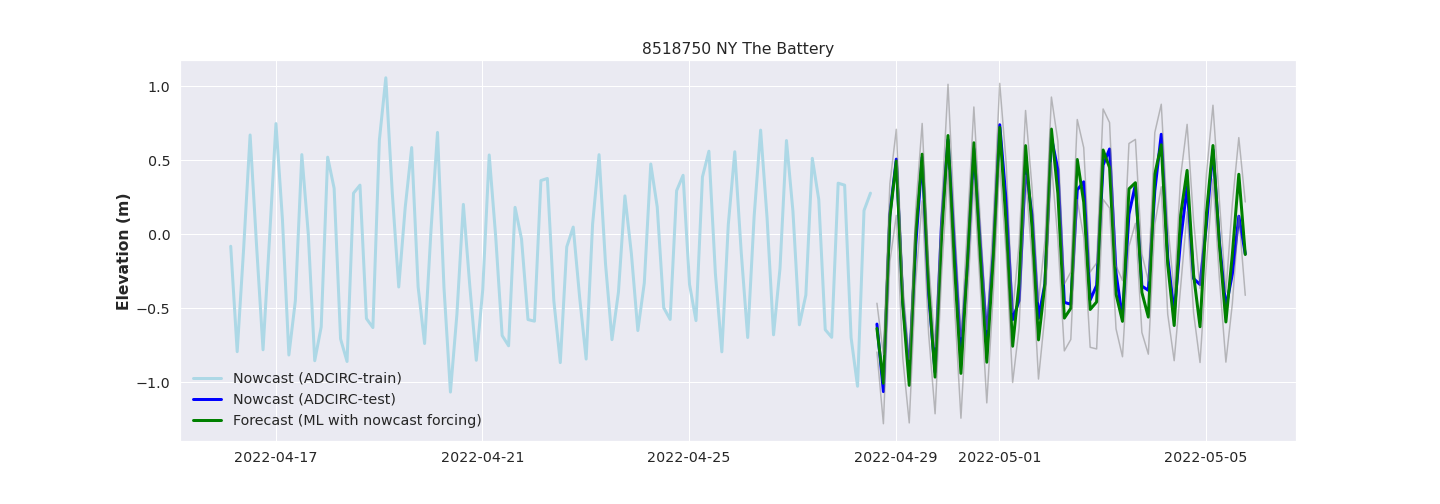 8518750 NY The Battery
Elevation (m)
1.0
0.5
0.0
−0.5
−1.0
Nowcast (ADCIRC-train)
Nowcast (ADCIRC-test)
Forecast (ML with nowcast forcing)
2022-04-17 2022-04-21 2022-04-25 2022-04-29 2022-05-01 2022-05-05